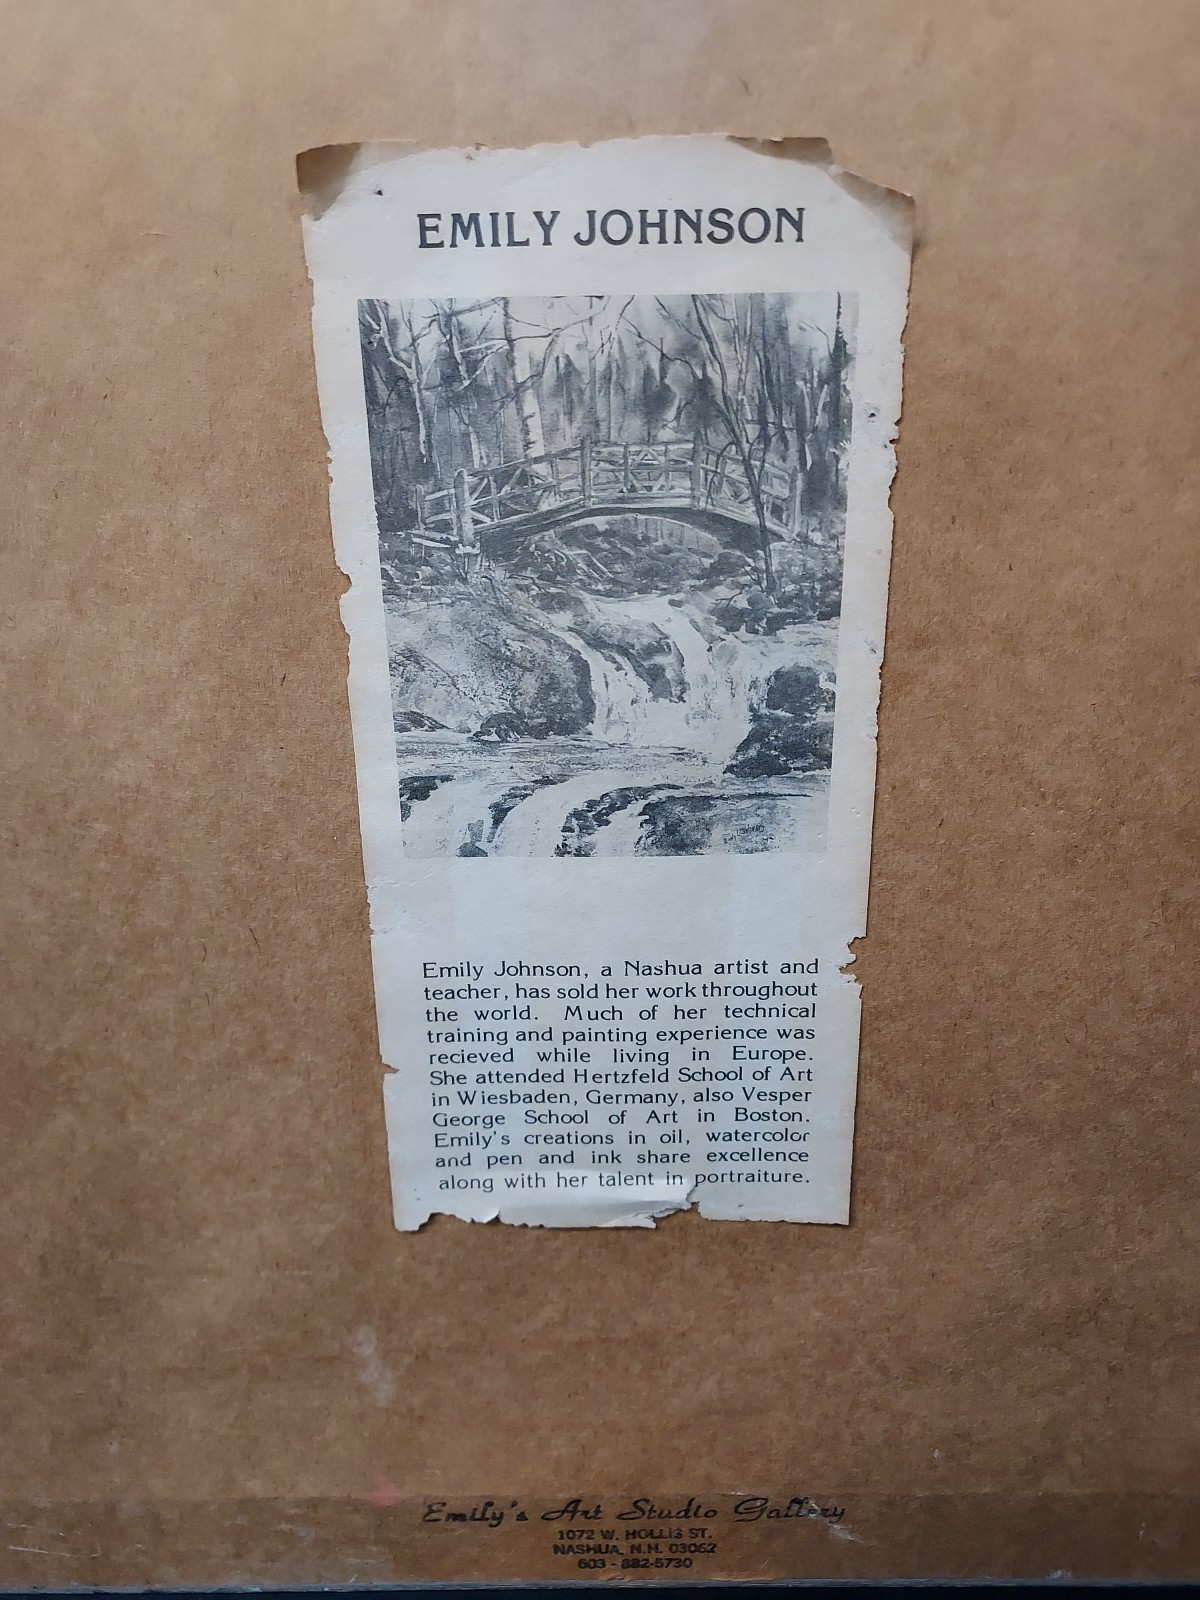 EMILY JOHNSON
Emily Johnson, a Nashua artist and
teacher, has sold her work throughout
the world. Much of her technical
training and painting experience was
recieved while living in Europe.
She attended Hertzfeld School of Art
in Wiesbaden, Germany, also Vesper
George School of Art in Boston.
Emily's creations in oil, watercolor
and pen and ink share excellence
along with her talent in portraiture.
Emily's Art Studio Gallery
1072 W. HOLLIS ST.
NASHUA, N.H. 03062
603 - 882-5730